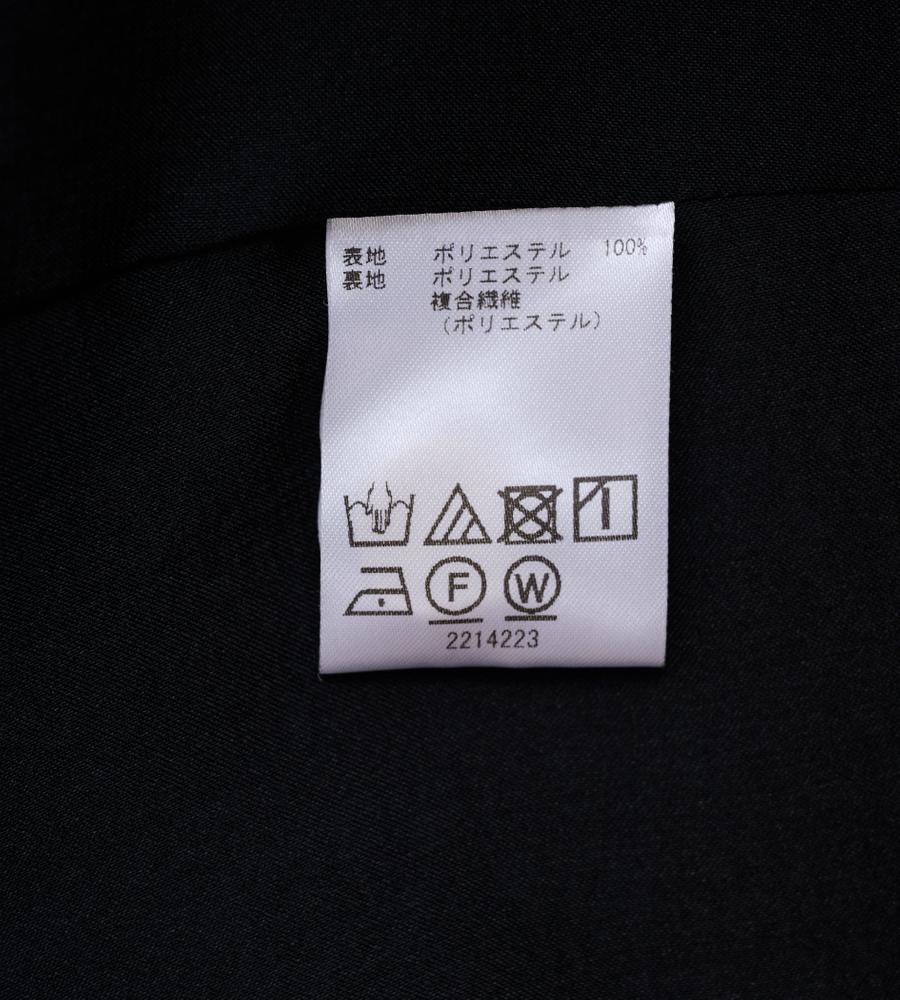 表地 ポリエステル 100%
裏地 ポリエステル
複合繊維
（ポリエステル）
F W
2214223